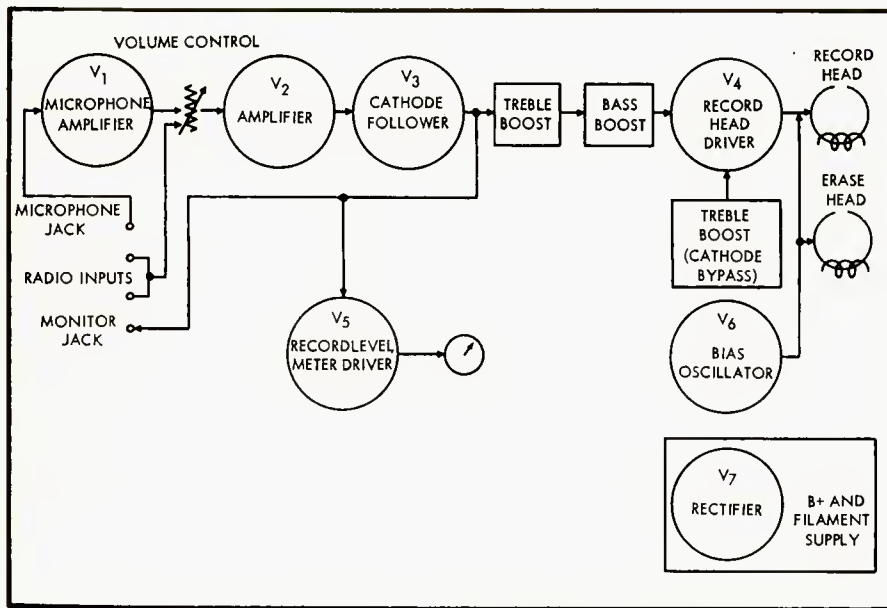 VOLUME CONTROL
V1
MICROPHONE
AMPLIFIER
V2
AMPLIFIER
V3
CATHODE
FOLLOWER
TREBLE
BOOST
BASS
BOOST
V4
RECORD
HEAD
DRIVER
RECORD
HEAD
ERASE
HEAD
TREBLE
BOOST
(CATHODE
BYPASS)
MICROPHONE
JACK
RADIO INPUTS
MONITOR
JACK
V5
RECORDLEVEL
METER DRIVER
V6
BIAS
OSCILLATOR
V7
RECTIFIER
B+ AND
FILAMENT
SUPPLY